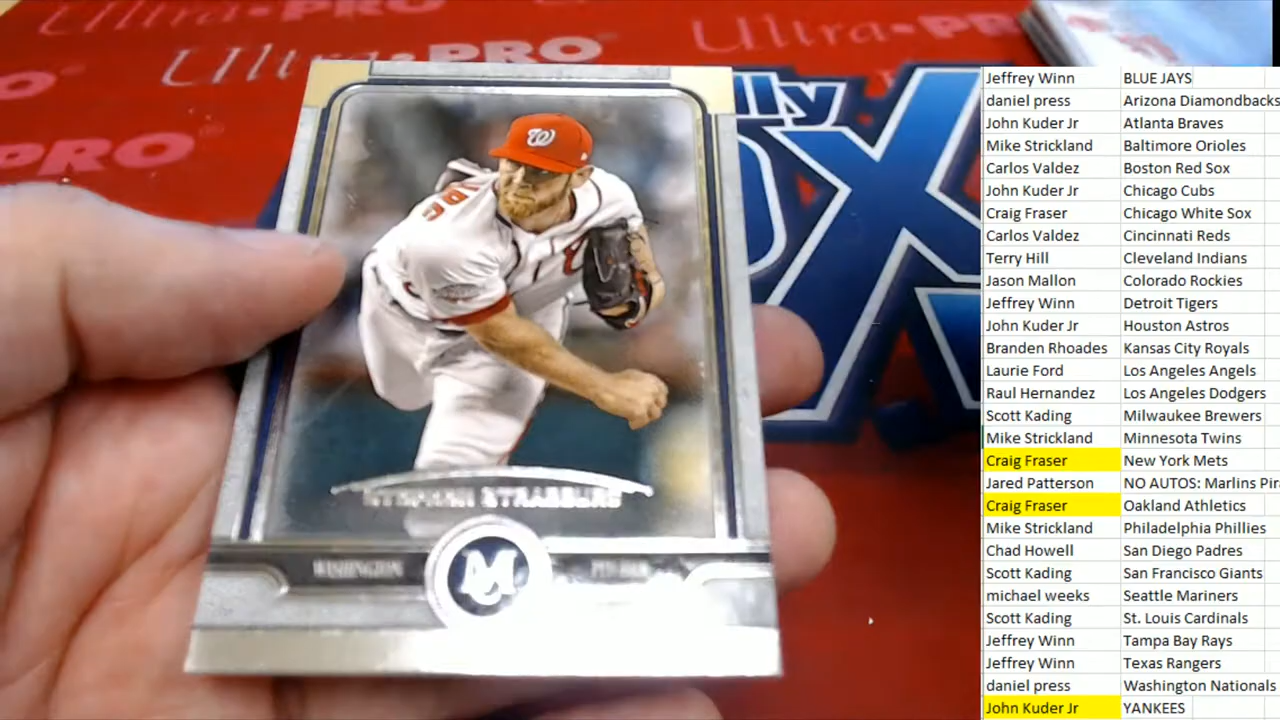 Ultra•PRO
Ultra•PRO
Ultra•PRO
PRO
lly
STEPHEN STRASBURG
WASHINGTON
M
W
Jeffrey Winn BLUE JAYS
daniel press Arizona Diamondbacks
John Kuder Jr Atlanta Braves
Mike Strickland Baltimore Orioles
Carlos Valdez Boston Red Sox
John Kuder Jr Chicago Cubs
Craig Fraser Chicago White Sox
Carlos Valdez Cincinnati Reds
Terry Hill Cleveland Indians
Jason Mallon Colorado Rockies
Jeffrey Winn Detroit Tigers
John Kuder Jr Houston Astros
Branden Rhoades Kansas City Royals
Laurie Ford Los Angeles Angels
Raul Hernandez Los Angeles Dodgers
Scott Kading Milwaukee Brewers
Mike Strickland Minnesota Twins
Craig Fraser New York Mets
Jared Patterson NO AUTOS: Marlins Pir
Craig Fraser Oakland Athletics
Mike Strickland Philadelphia Phillies
Chad Howell San Diego Padres
Scott Kading San Francisco Giants
michael weeks Seattle Mariners
Scott Kading St. Louis Cardinals
Jeffrey Winn Tampa Bay Rays
Jeffrey Winn Texas Rangers
daniel press Washington Nationals
John Kuder Jr YANKEES